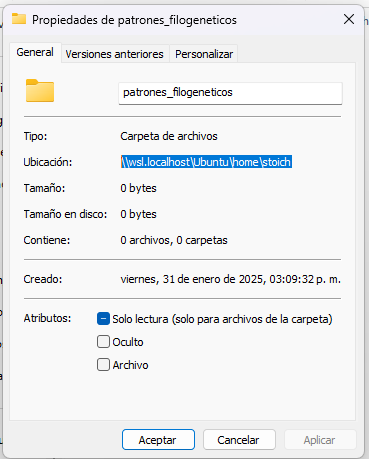 Propiedades de patrones_filogeneticos
General Versiones anteriores Personalizar
patrones_filogeneticos
Tipo: Carpeta de archivos
Ubicación: \\wsl.localhost\Ubuntu\home\stoich
Tamaño: 0 bytes
Tamaño en disco: 0 bytes
Contiene: 0 archivos, 0 carpetas
Creado: viernes, 31 de enero de 2025, 03:09:32 p. m.
Atributos: Solo lectura (solo para archivos de la carpeta)
Oculto
Archivo
Aceptar Cancelar Aplicar